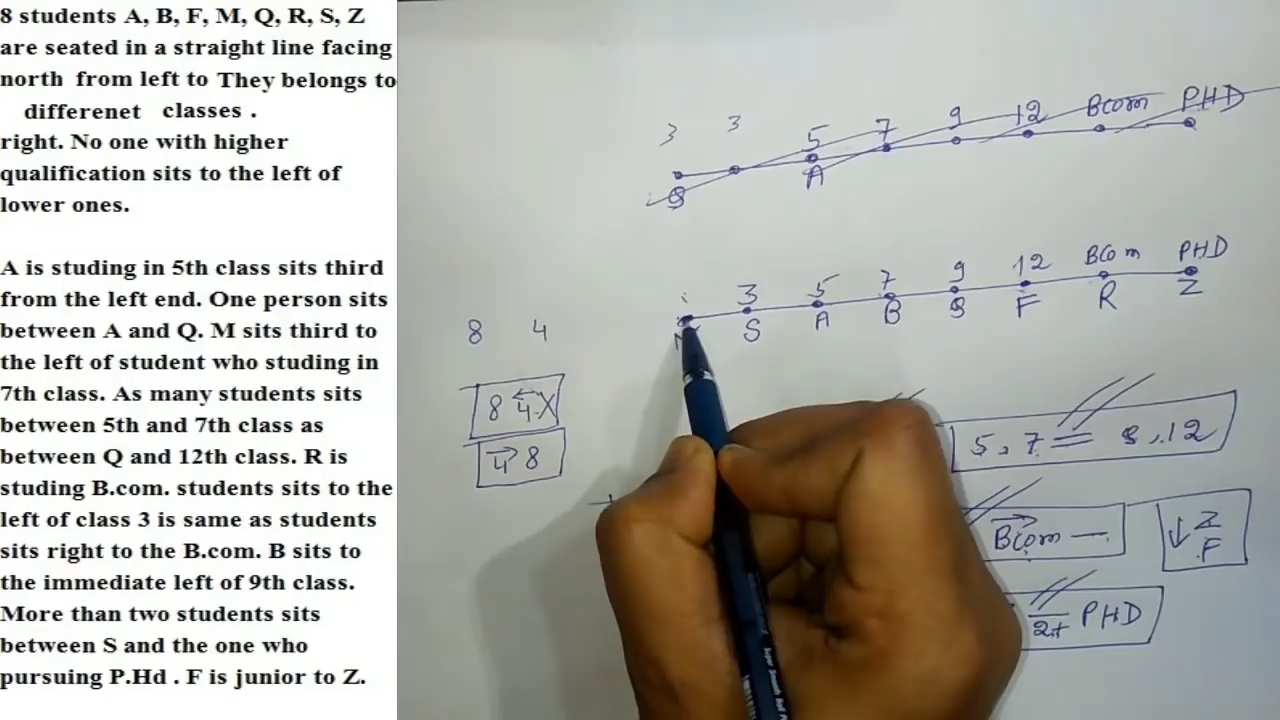 8 students A, B, F, M, Q, R, S, Z
are seated in a straight line facing
north from left to They belongs to
differenet classes .
right. No one with higher
qualification sits to the left of
lower ones.
A is studing in 5th class sits third
from the left end. One person sits
between A and Q. M sits third to
the left of student who studing in
7th class. As many students sits
between 5th and 7th class as
between Q and 12th class. R is
studing B.com. students sits to the
left of class 3 is same as students
sits right to the B.com. B sits to
the immediate left of 9th class.
More than two students sits
between S and the one who
pursuing P.Hd . F is junior to Z.
3 3 5 7 9 12 BCom PHD
Q A
3 5 7 9 12 BCom PHD
S A B Q F R Z
8 4
8 4 X
4 8
5, 7 = 8, 12
BCom —
Z
F
2+ PHD